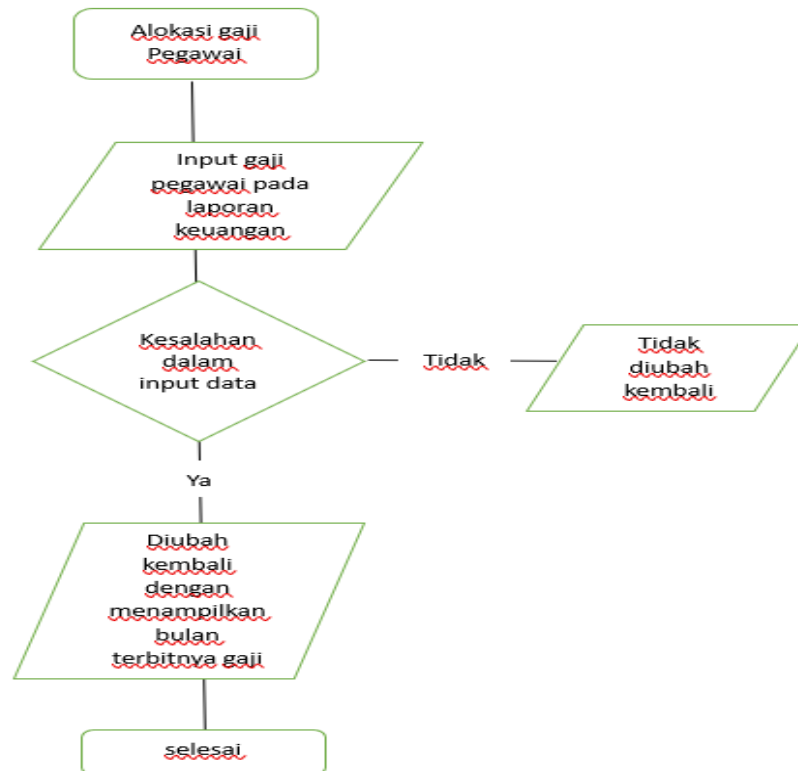 Alokasi gaji
Pegawai
Input gaji
pegawai pada
laporan
keuangan
Kesalahan
dalam
input data
Tidak
Tidak
diubah
kembali
Ya
Diubah
kembali
dengan
menampilkan
bulan
terbitnya gaji
selesai